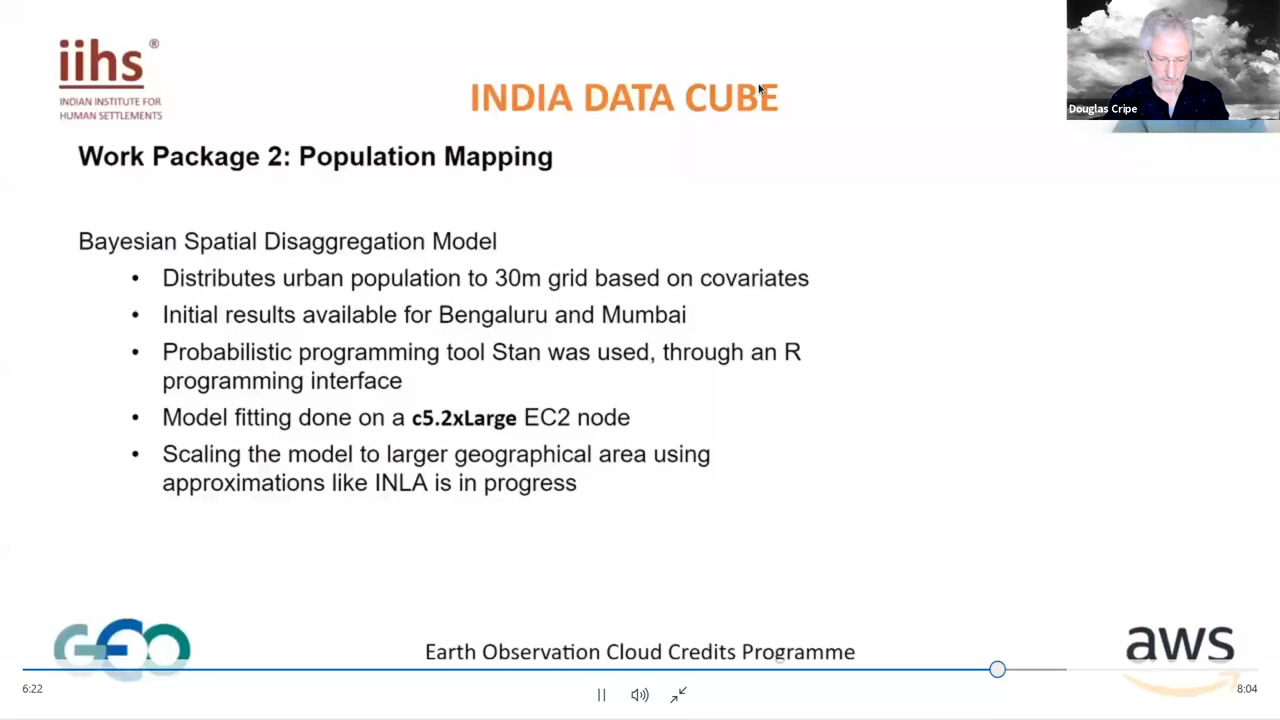 iihs®
INDIAN INSTITUTE FOR
HUMAN SETTLEMENTS
INDIA DATA CUBE
Douglas Cripe
Work Package 2: Population Mapping
Bayesian Spatial Disaggregation Model
• Distributes urban population to 30m grid based on covariates
• Initial results available for Bengaluru and Mumbai
• Probabilistic programming tool Stan was used, through an R
programming interface
• Model fitting done on a c5.2xLarge EC2 node
• Scaling the model to larger geographical area using
approximations like INLA is in progress
GEO
Earth Observation Cloud Credits Programme
aws
6:22
8:04